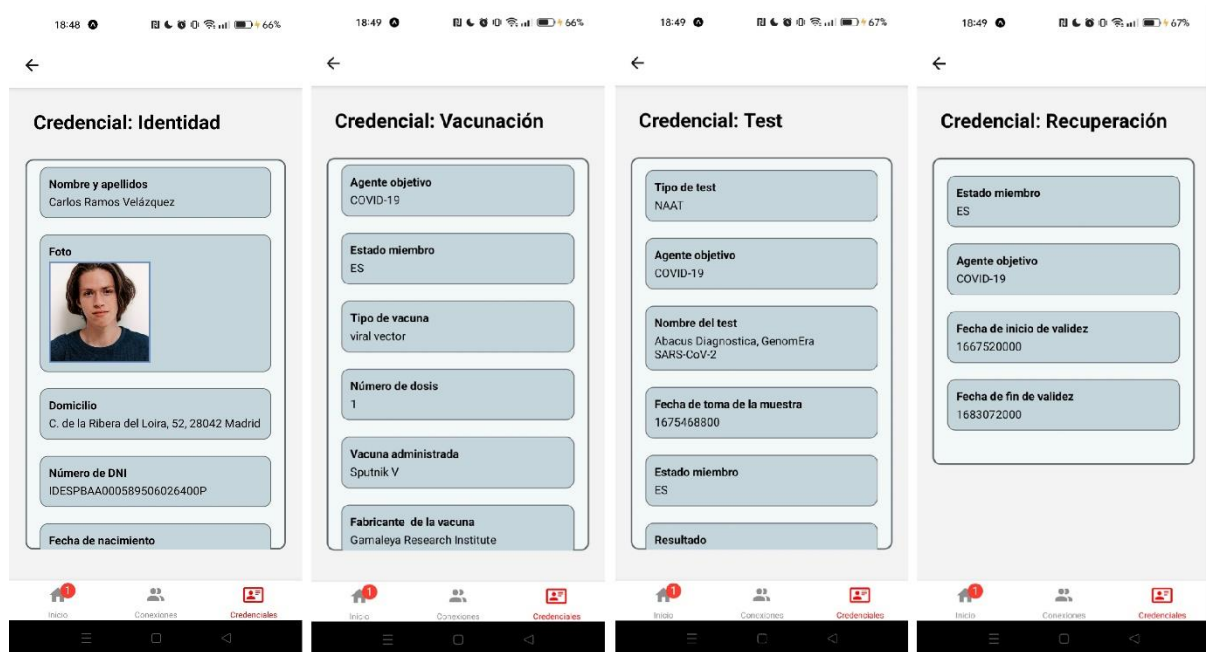 18:48
66%
Credencial: Identidad
Nombre y apellidos
Carlos Ramos Velázquez
Foto
Domicilio
C. de la Ribera del Loira, 52, 28042 Madrid
Número de DNI
IDESPBAA000589506026400P
Fecha de nacimiento
1
Inicio
Conexiones
Credenciales
18:49
66%
Credencial: Vacunación
Agente objetivo
COVID-19
Estado miembro
ES
Tipo de vacuna
viral vector
Número de dosis
1
Vacuna administrada
Sputnik V
Fabricante de la vacuna
Gamaleya Research Institute
1
Inicio
Conexiones
Credenciales
18:49
67%
Credencial: Test
Tipo de test
NAAT
Agente objetivo
COVID-19
Nombre del test
Abacus Diagnostica, GenomEra
SARS-CoV-2
Fecha de toma de la muestra
1675468800
Estado miembro
ES
Resultado
1
Inicio
Conexiones
Credenciales
18:49
67%
Credencial: Recuperación
Estado miembro
ES
Agente objetivo
COVID-19
Fecha de inicio de validez
1667520000
Fecha de fin de validez
1683072000
1
Inicio
Conexiones
Credenciales